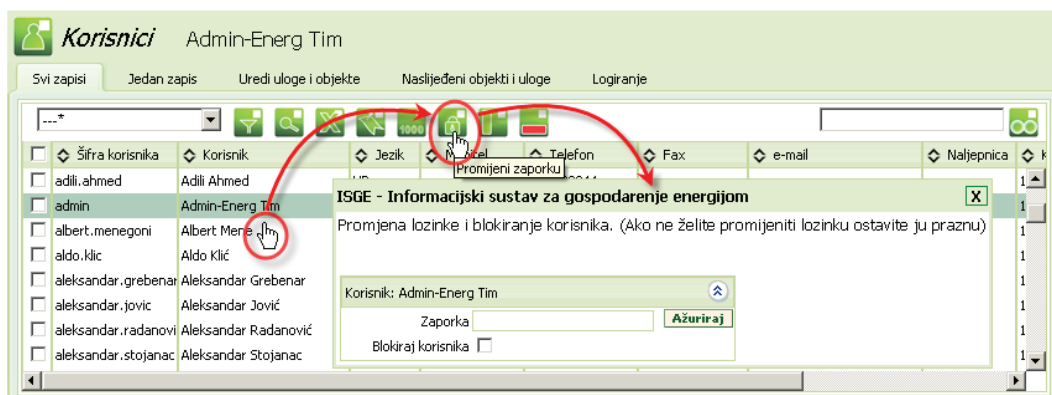 Korisnici Admin-Energ Tim
Svi zapisi Jedan zapis Uredi uloge i objekte Naslijeđeni objekti i uloge Logiranje
---*
1000
Šifra korisnika Korisnik Jezik Telefon Fax e-mail Naljepnica K
Promijeni zaporku
adili.ahmed Adili Ahmed
admin Admin-Energ Tim
albert.menegoni Albert Mene
aldo.klic Aldo Klić
aleksandar.grebenar Aleksandar Grebenar
aleksandar.jovic Aleksandar Jović
aleksandar.radanovi Aleksandar Radanović
aleksandar.stojanac Aleksandar Stojanac
ISGE - Informacijski sustav za gospodarenje energijom X
Promjena lozinke i blokiranje korisnika. (Ako ne želite promijeniti lozinku ostavite ju praznu)
Korisnik: Admin-Energ Tim
Zaporka Ažuriraj
Blokiraj korisnika